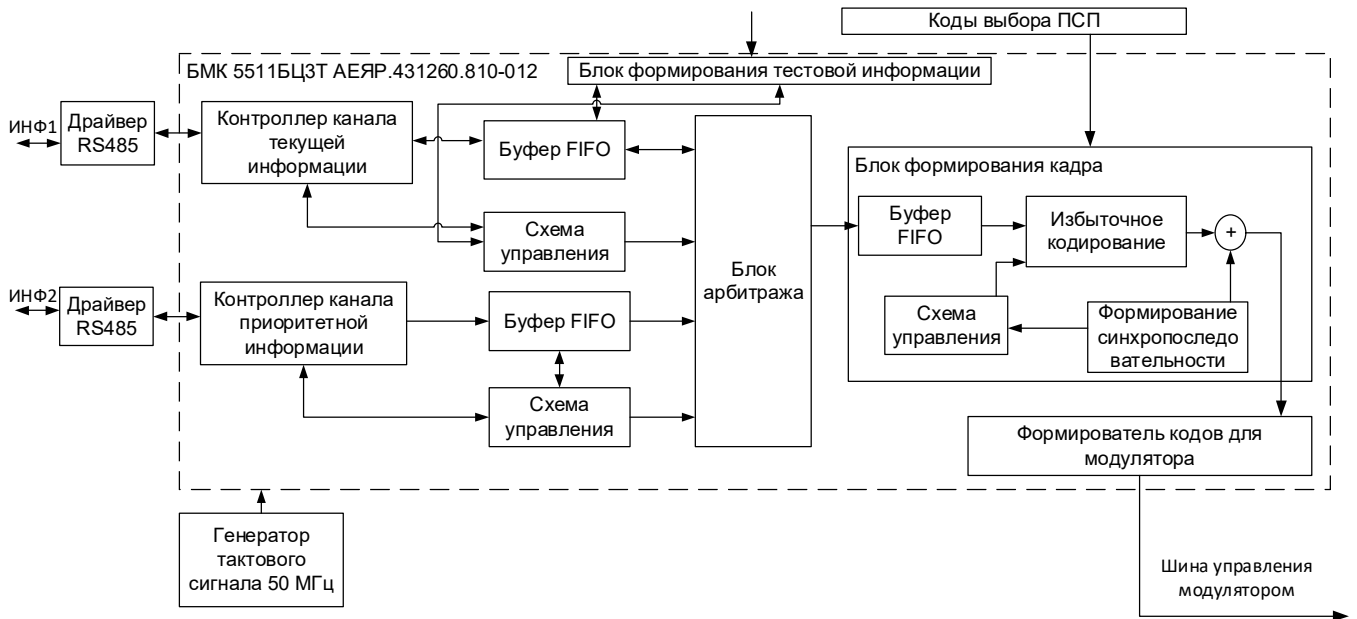 Коды выбора ПСП
БМК 5511БЦ3Т АЕЯР.431260.810-012
Блок формирования тестовой информации
ИНФ1
Драйвер
RS485
Контроллер канала
текущей
информации
Буфер FIFO
Схема
управления
ИНФ2
Драйвер
RS485
Контроллер канала
приоритетной
информации
Буфер FIFO
Схема
управления
Блок
арбитража
Блок формирования кадра
Буфер
FIFO
Избыточное
кодирование
+
Схема
управления
Формирование
синхропоследо
вательности
Формирователь кодов для
модулятора
Генератор
тактового
сигнала 50 МГц
Шина управления
модулятором